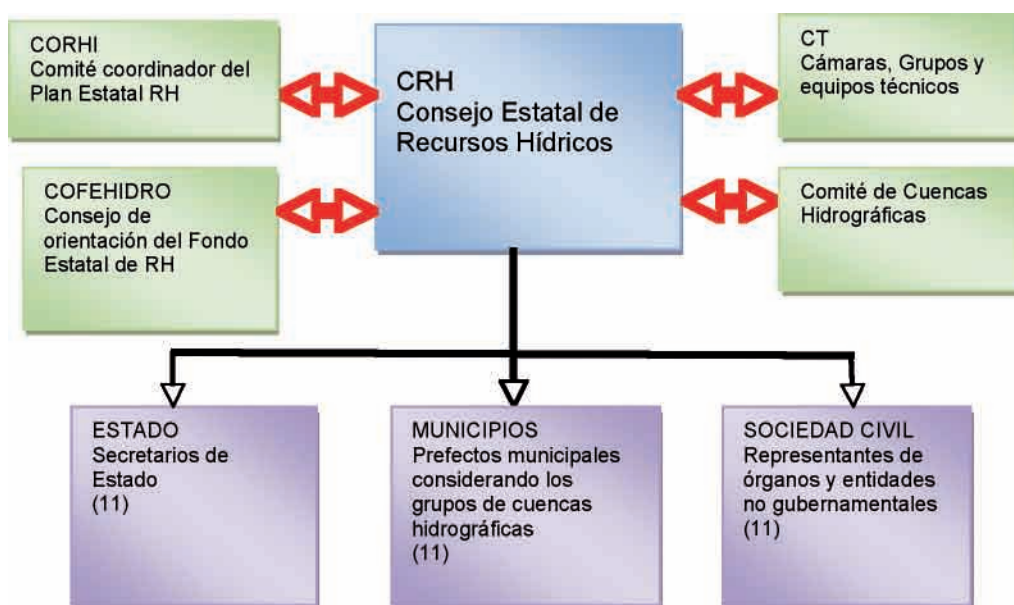 CORHI
Comité coordinador del
Plan Estatal RH
COFEHIDRO
Consejo de
orientación del Fondo
Estatal de RH
CRH
Consejo Estatal de
Recursos Hídricos
CT
Cámaras, Grupos y
equipos técnicos
Comité de Cuencas
Hidrográficas
ESTADO
Secretarios de
Estado
(11)
MUNICIPIOS
Prefectos municipales
considerando los
grupos de cuencas
hidrográficas
(11)
SOCIEDAD CIVIL
Representantes de
órganos y entidades
no gubernamentales
(11)